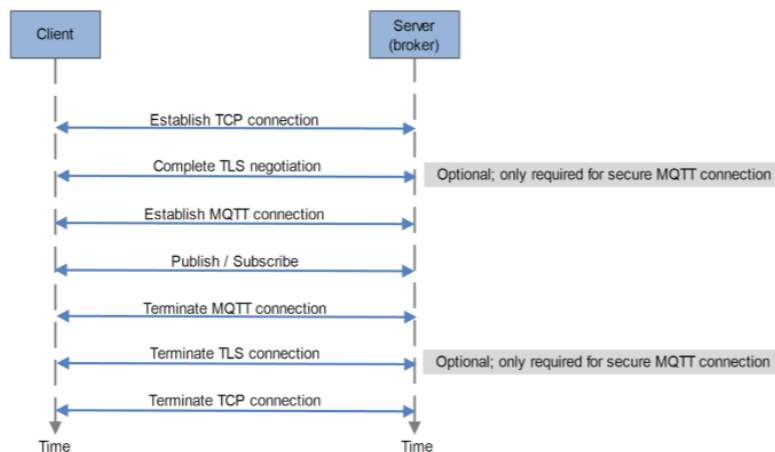 Client
Server
(broker)
Establish TCP connection
Complete TLS negotiation
Optional; only required for secure MQTT connection
Establish MQTT connection
Publish / Subscribe
Terminate MQTT connection
Terminate TLS connection
Optional; only required for secure MQTT connection
Terminate TCP connection
Time
Time